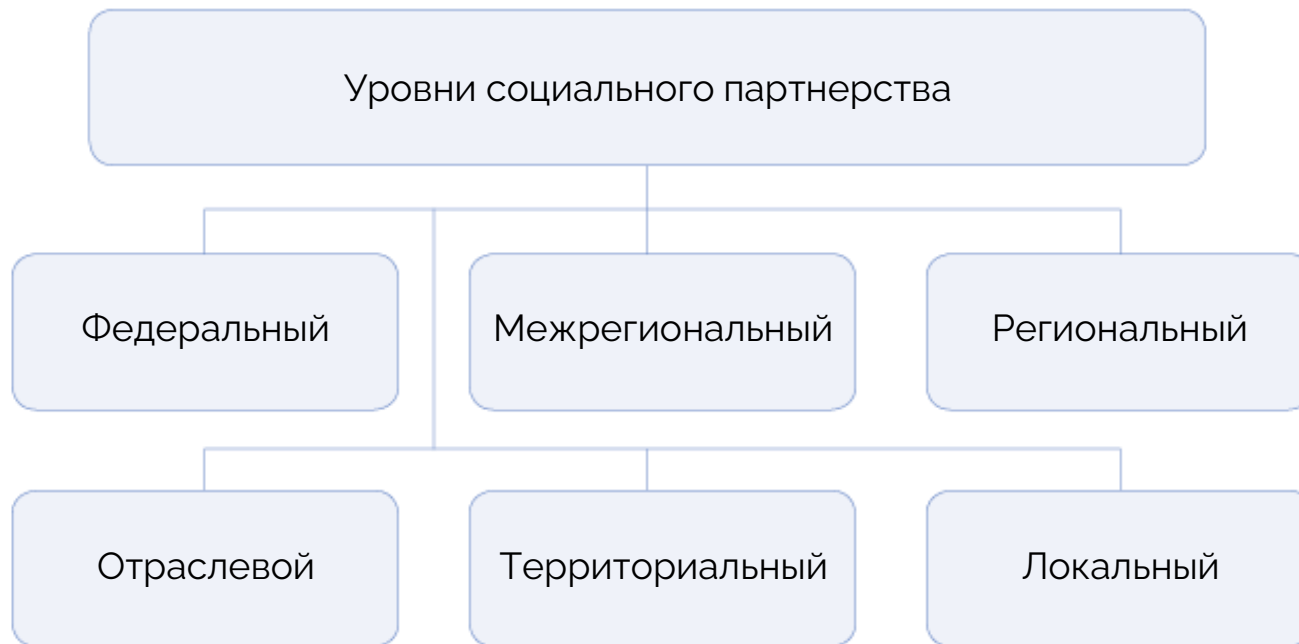 Уровни социального партнерства
Федеральный
Межрегиональный
Региональный
Отраслевой
Территориальный
Локальный